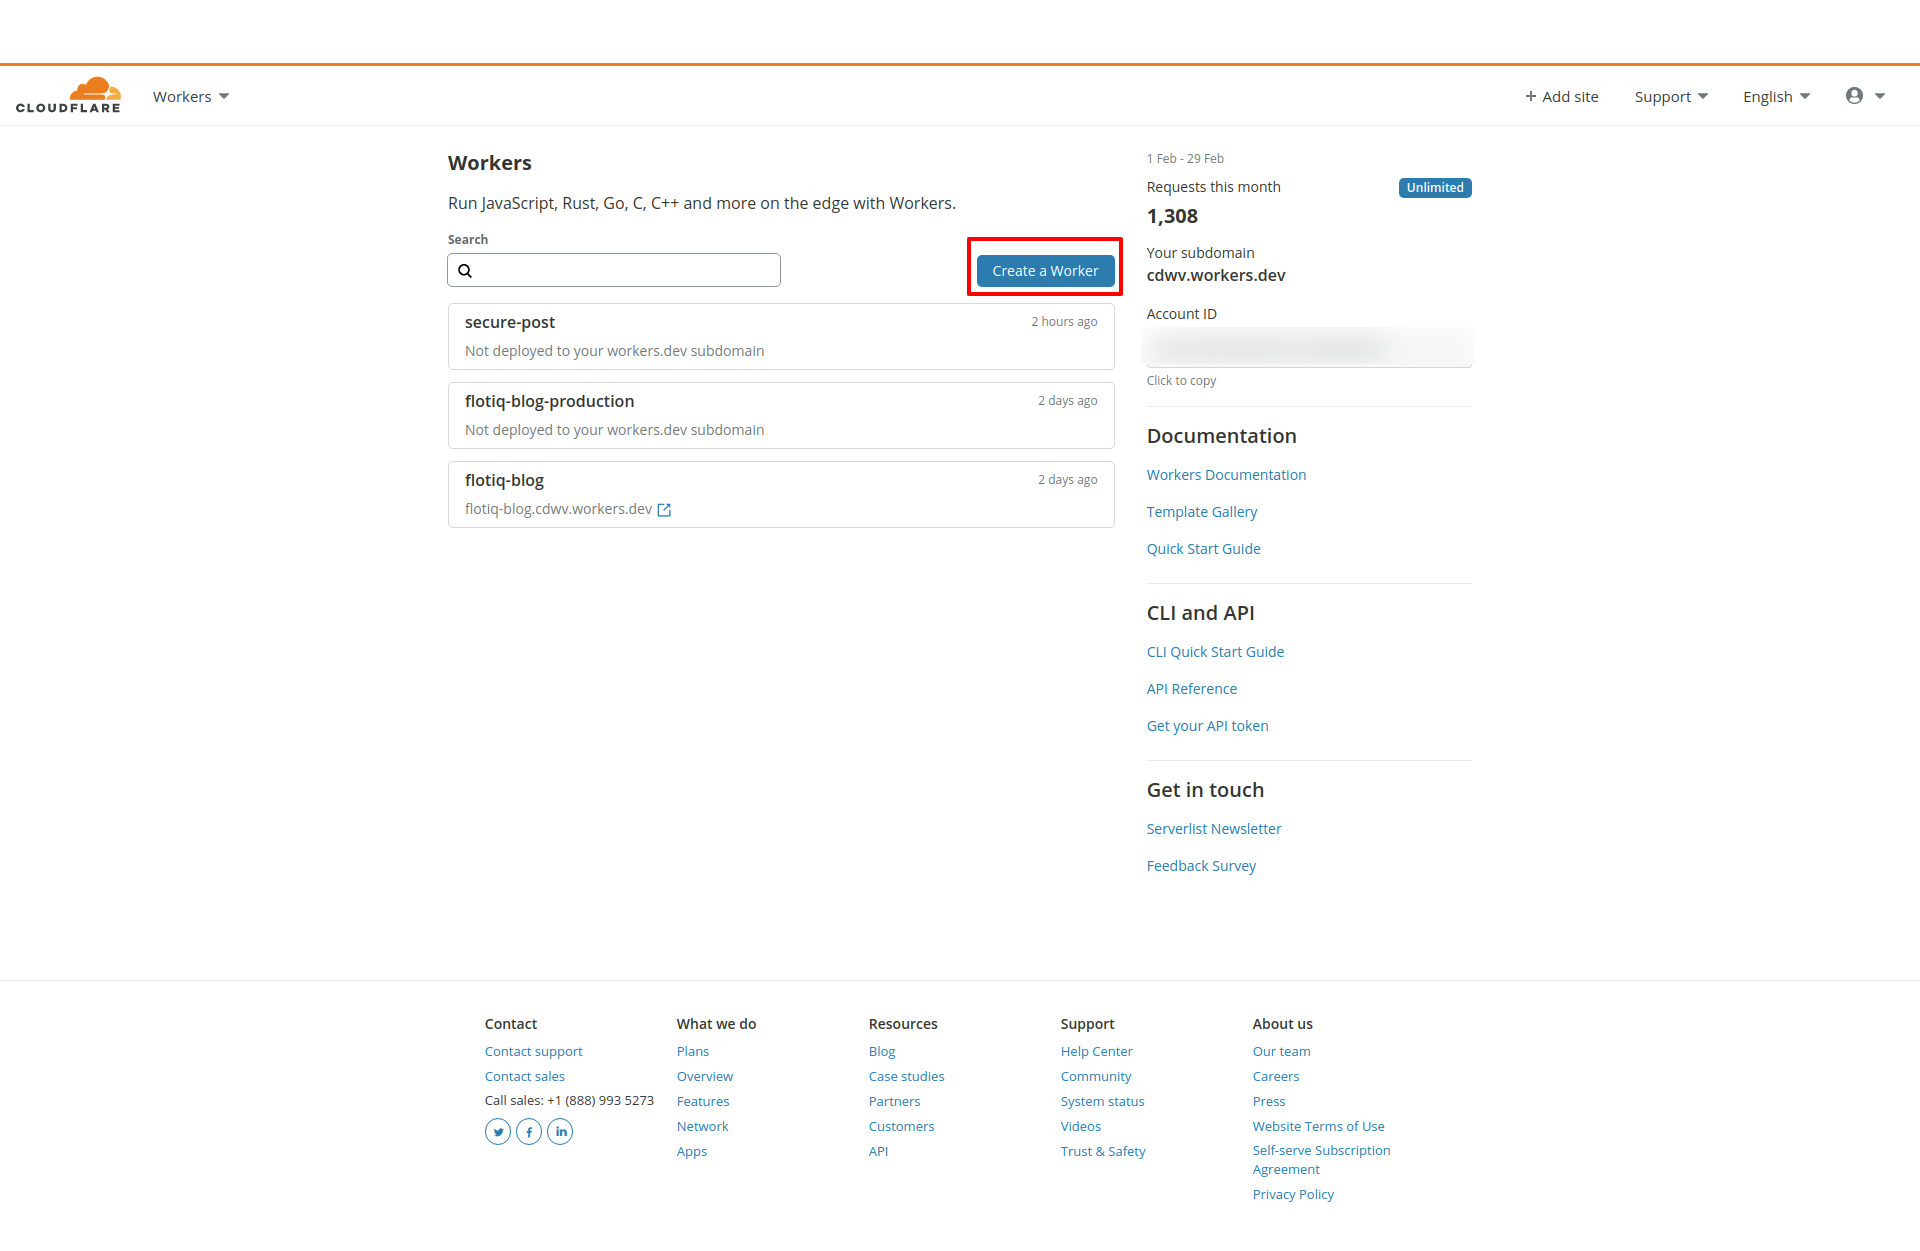 CLOUDFLARE
Workers
+ Add site
Support
English
Workers
Run JavaScript, Rust, Go, C, C++ and more on the edge with Workers.
Search
Create a Worker
secure-post
2 hours ago
Not deployed to your workers.dev subdomain
flotiq-blog-production
2 days ago
Not deployed to your workers.dev subdomain
flotiq-blog
2 days ago
flotiq-blog.cdwv.workers.dev
1 Feb - 29 Feb
Requests this month
Unlimited
1,308
Your subdomain
cdwv.workers.dev
Account ID
Click to copy
Documentation
Workers Documentation
Template Gallery
Quick Start Guide
CLI and API
CLI Quick Start Guide
API Reference
Get your API token
Get in touch
Serverlist Newsletter
Feedback Survey
Contact
Contact support
Contact sales
Call sales: +1 (888) 993 5273
What we do
Plans
Overview
Features
Network
Apps
Resources
Blog
Case studies
Partners
Customers
API
Support
Help Center
Community
System status
Videos
Trust & Safety
About us
Our team
Careers
Press
Website Terms of Use
Self-serve Subscription
Agreement
Privacy Policy